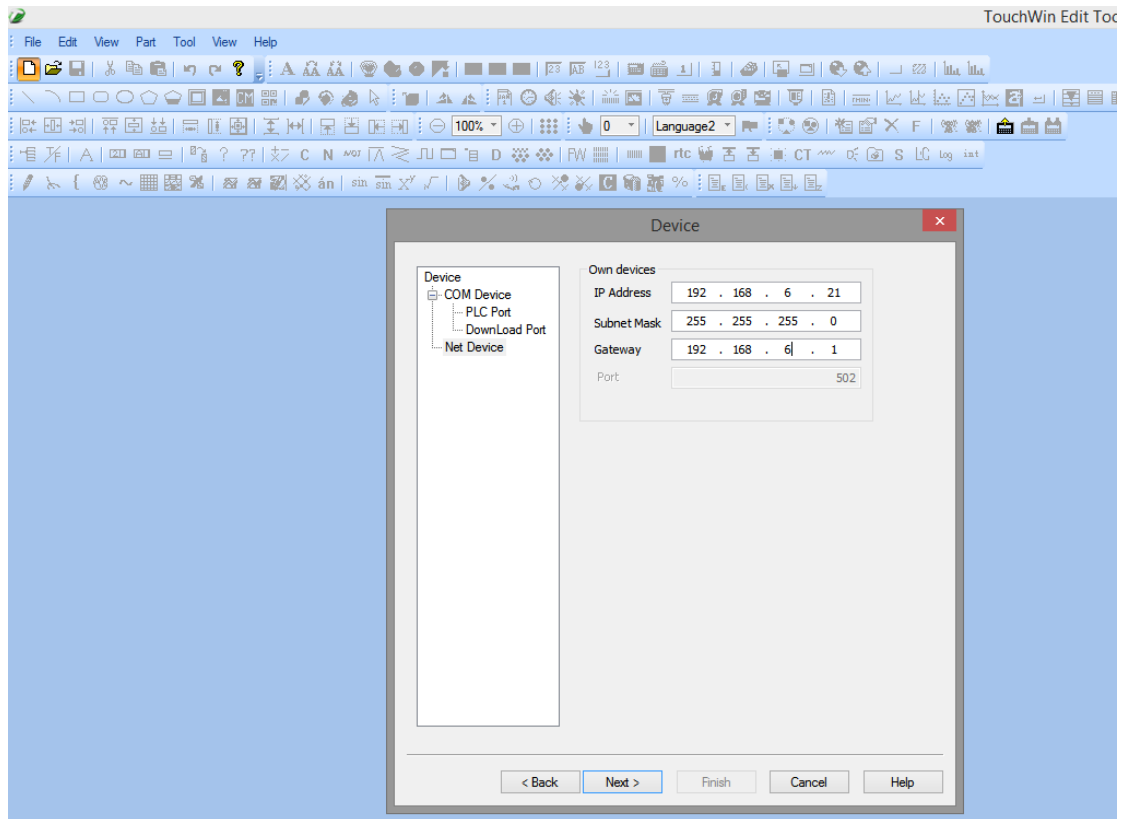 TouchWin Edit Too
File Edit View Part Tool View Help
100% 0 Language2
Device
Device
COM Device
PLC Port
DownLoad Port
Net Device
Own devices
IP Address 192 . 168 . 6 . 21
Subnet Mask 255 . 255 . 255 . 0
Gateway 192 . 168 . 6 . 1
Port 502
< Back Next > Finish Cancel Help